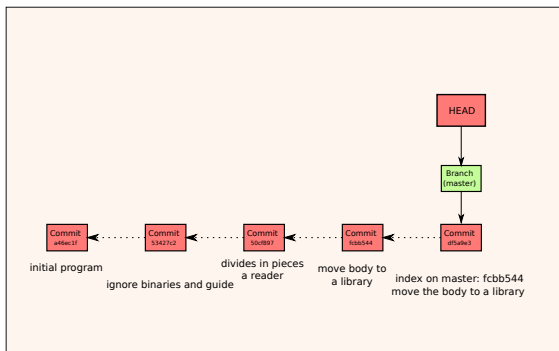 HEAD
Branch
(master)
Commit
a46ec1f
Commit
53427c2
Commit
50cf897
Commit
fcbb544
Commit
df5a9e3
initial program
ignore binaries and guide
divides in pieces
a reader
move body to
a library
index on master: fcbb544
move the body to a library